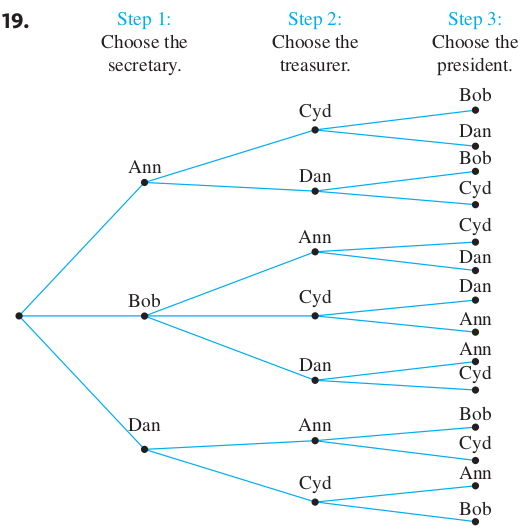 19.
Step 1:
Choose the
secretary.
Step 2:
Choose the
treasurer.
Step 3:
Choose the
president.
Ann
Cyd
Bob
Dan
Dan
Bob
Cyd
Bob
Ann
Cyd
Dan
Cyd
Dan
Ann
Dan
Ann
Cyd
Dan
Ann
Bob
Cyd
Cyd
Ann
Bob